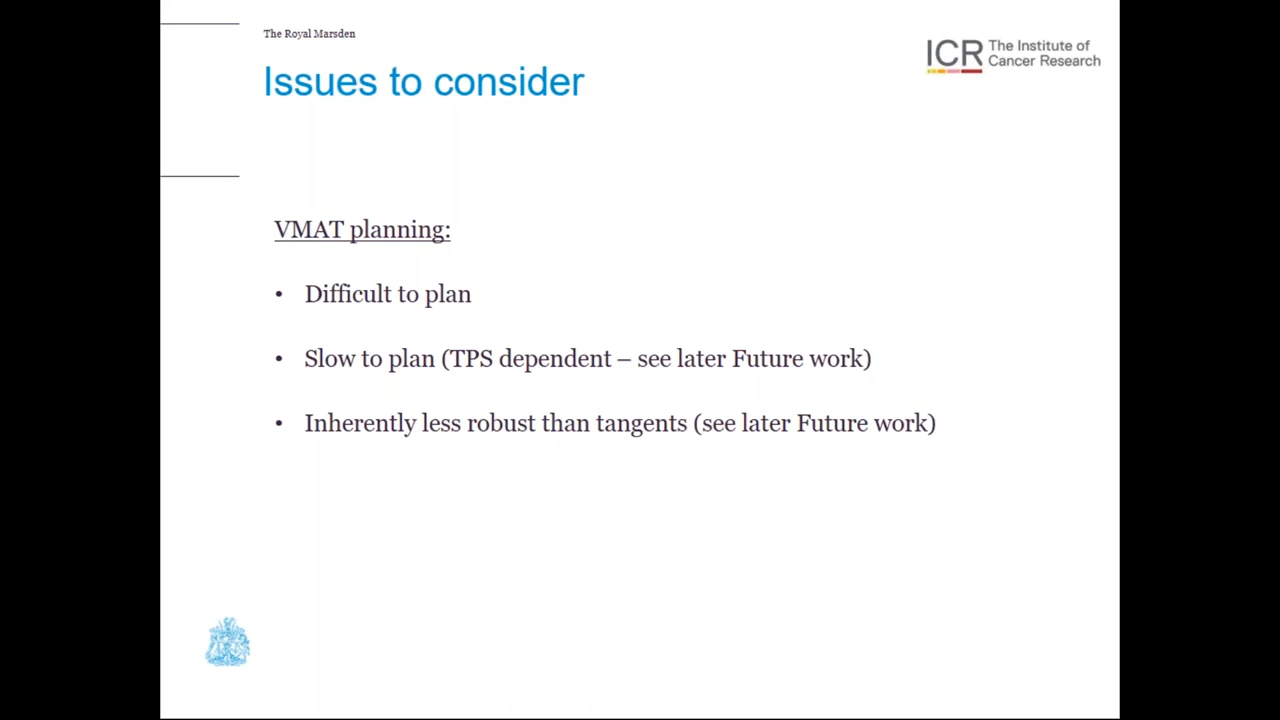 The Royal Marsden
ICR The Institute of
Cancer Research
Issues to consider
VMAT planning:
• Difficult to plan
• Slow to plan (TPS dependent – see later Future work)
• Inherently less robust than tangents (see later Future work)